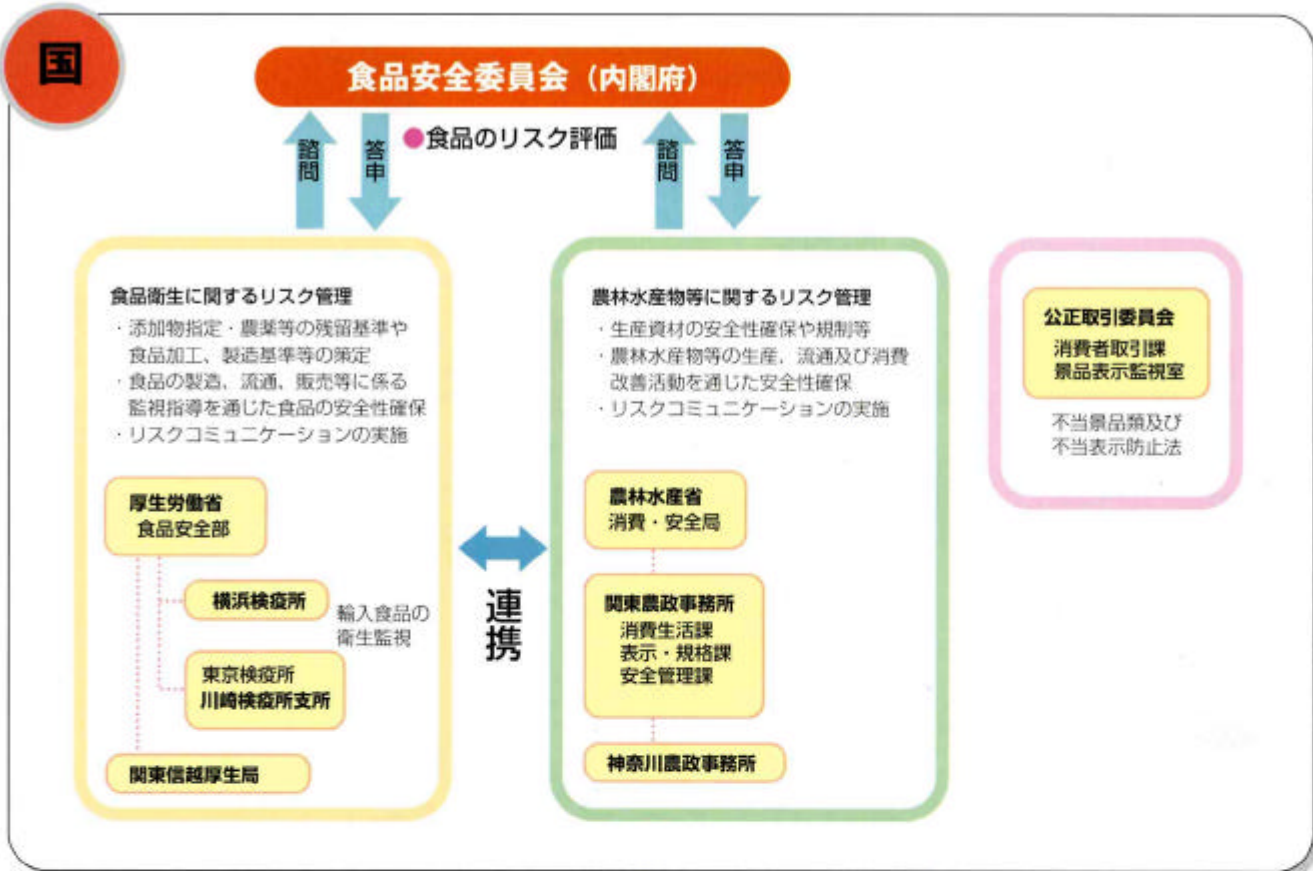 国
食品安全委員会（内閣府）
諮問
答申
●食品のリスク評価
諮問
答申
食品衛生に関するリスク管理
・添加物指定・農薬等の残留基準や
食品加工、製造基準等の策定
・食品の製造、流通、販売等に係る
監視指導を通じた食品の安全性確保
・リスクコミュニケーションの実施
厚生労働省
食品安全部
横浜検疫所
輸入食品の
衛生監視
東京検疫所
川崎検疫所支所
関東信越厚生局
連携
農林水産物等に関するリスク管理
・生産資材の安全性確保や規制等
・農林水産物等の生産、流通及び消費
改善活動を通じた安全性確保
・リスクコミュニケーションの実施
農林水産省
消費・安全局
関東農政事務所
消費生活課
表示・規格課
安全管理課
神奈川農政事務所
公正取引委員会
消費者取引課
景品表示監視室
不当景品類及び
不当表示防止法